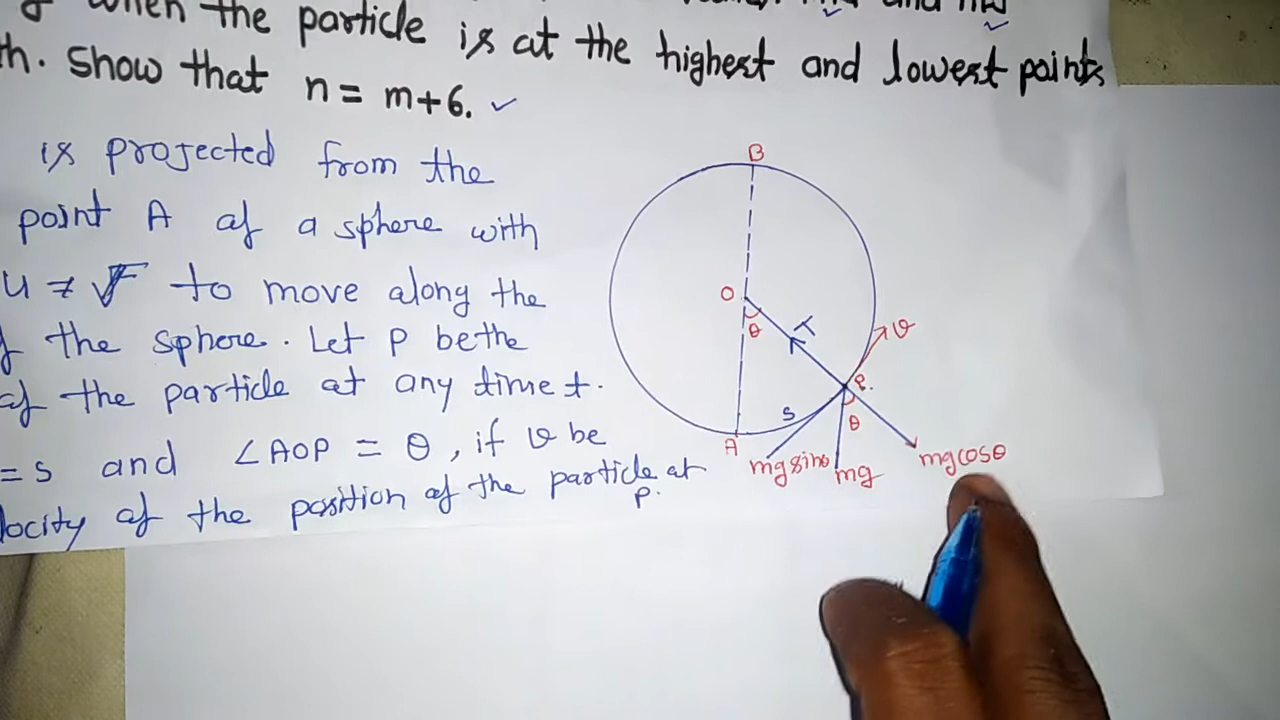 when the particle is at the highest and lowest points
th. Show that n = m+6. ✓
is projected from the
point A of a sphere with
u ≠ √ to move along the
the sphere. Let P be the
of the particle at any time t.
= s and ∠AOP = θ, if v be
locity of the position of the particle at
P.
B
O
θ
T
v
P.
s
θ
A
mg sinθ
mg
mg cosθ